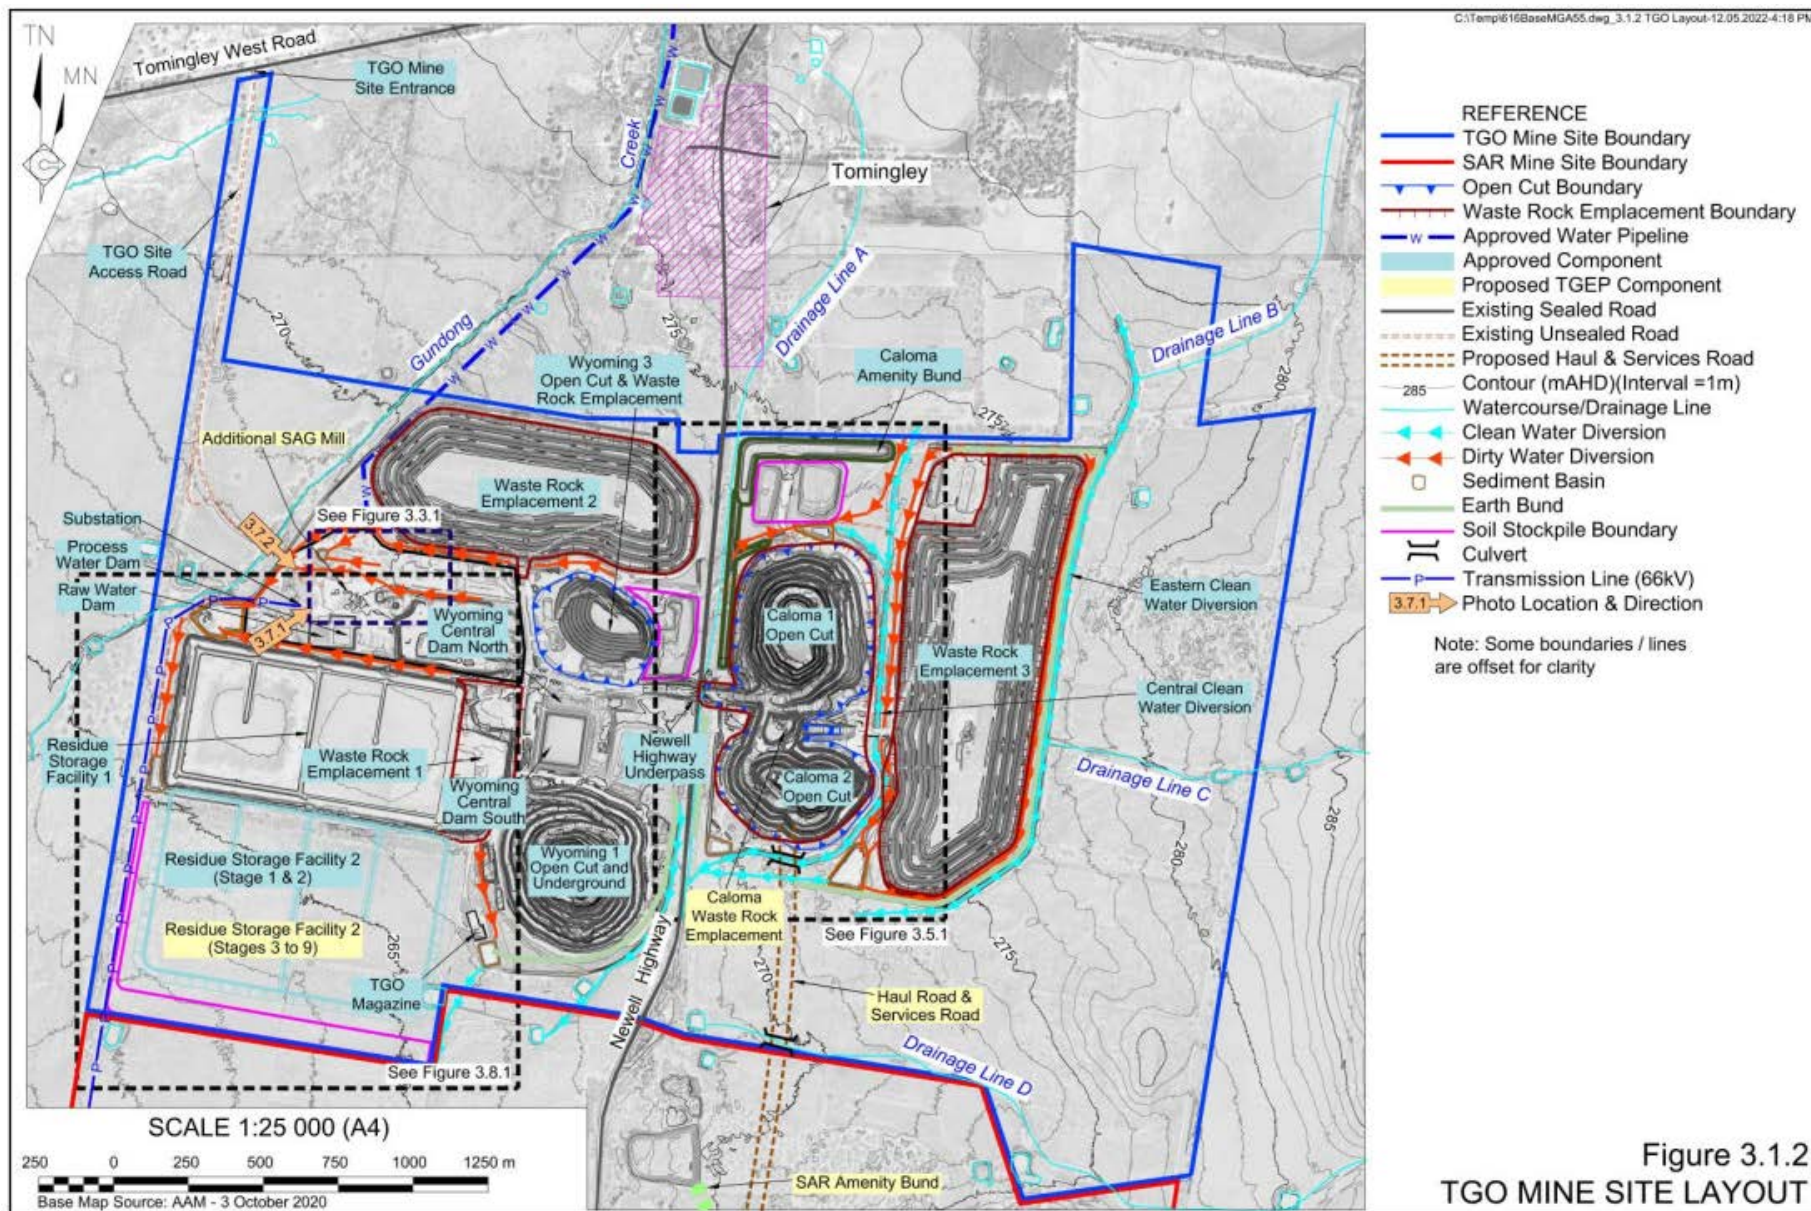 C:\Temp\616BaseMGA55.dwg_3.1.2 TGO Layout-12.05.2022-4:18 PM
TN
MN
Tomingley West Road
TGO Mine
Site Entrance
TGO Site
Access Road
Creek
Gundong
W
W
W
W
W
W
W
W
W
Tomingley
Drainage Line A
Drainage Line B
270
275
280
275
Wyoming 3
Open Cut & Waste
Rock Emplacement
Caloma
Amenity Bund
Additional SAG Mill
Waste Rock
Emplacement 2
See Figure 3.3.1
Substation
3.7.2
Process
Water Dam
Raw Water
Dam
3.7.1
Wyoming
Central
Dam North
Caloma 1
Open Cut
Waste Rock
Emplacement 3
Eastern Clean
Water Diversion
Central Clean
Water Diversion
Residue
Storage
Facility 1
Waste Rock
Emplacement 1
Newell
Highway
Underpass
Wyoming
Central
Dam South
Caloma 2
Open Cut
Drainage Line C
285
280
Residue Storage Facility 2
(Stage 1 & 2)
Wyoming 1
Open Cut and
Underground
Caloma
Waste Rock
Emplacement
See Figure 3.5.1
Residue Storage Facility 2
(Stages 3 to 9)
265
270
275
TGO
Magazine
Newell Highway
Haul Road &
Services Road
Drainage Line D
See Figure 3.8.1
P
P
P
P
P
P
P
P
P
P
SAR Amenity Bund
SCALE 1:25 000 (A4)
250 0 250 500 750 1000 1250 m
Base Map Source: AAM - 3 October 2020
REFERENCE
TGO Mine Site Boundary
SAR Mine Site Boundary
Open Cut Boundary
Waste Rock Emplacement Boundary
W Approved Water Pipeline
Approved Component
Proposed TGEP Component
Existing Sealed Road
Existing Unsealed Road
Proposed Haul & Services Road
285 Contour (mAHD)(Interval =1m)
Watercourse/Drainage Line
Clean Water Diversion
Dirty Water Diversion
Sediment Basin
Earth Bund
Soil Stockpile Boundary
Culvert
P Transmission Line (66kV)
3.7.1 Photo Location & Direction
Note: Some boundaries / lines
are offset for clarity
Figure 3.1.2
TGO MINE SITE LAYOUT